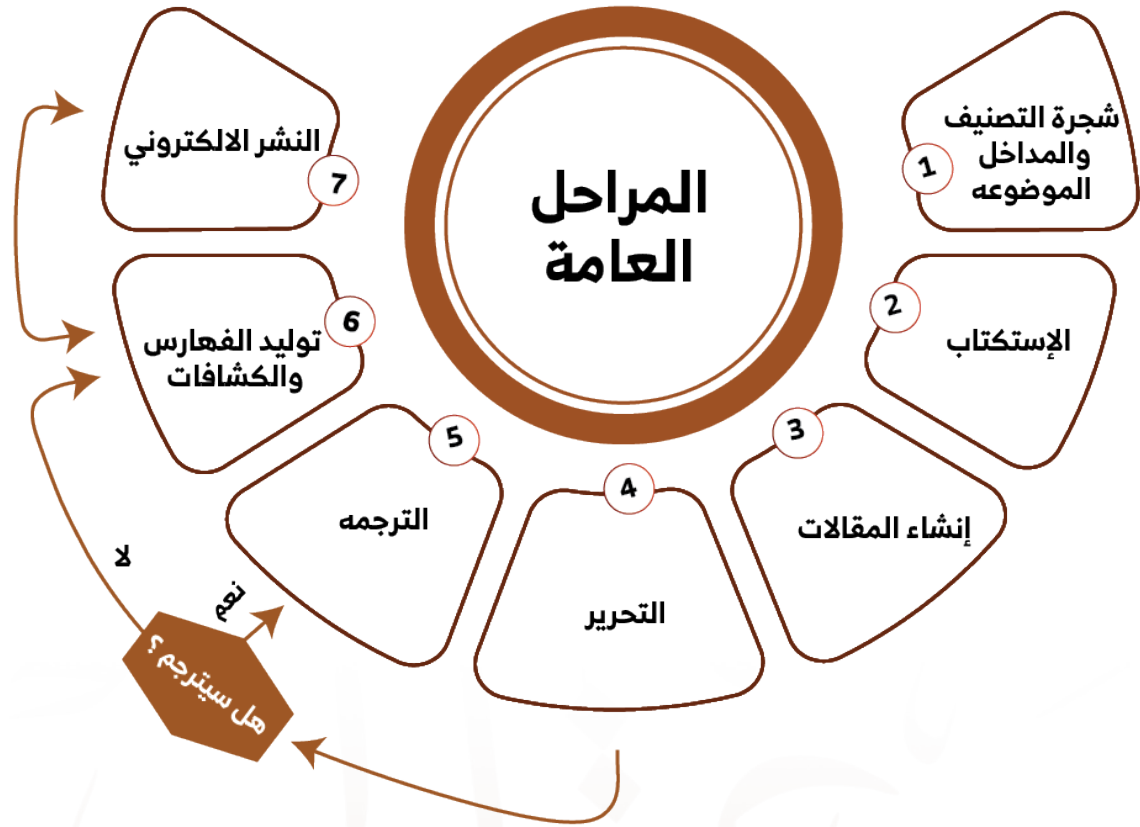 المراحل
العامة
1
شجرة التصنيف
والمداخل
الموضوعه
2
الإستكتاب
3
إنشاء المقالات
4
التحرير
هل سيترجم ؟
نعم
لا
5
الترجمه
6
توليد الفهارس
والكشافات
7
النشر الالكتروني